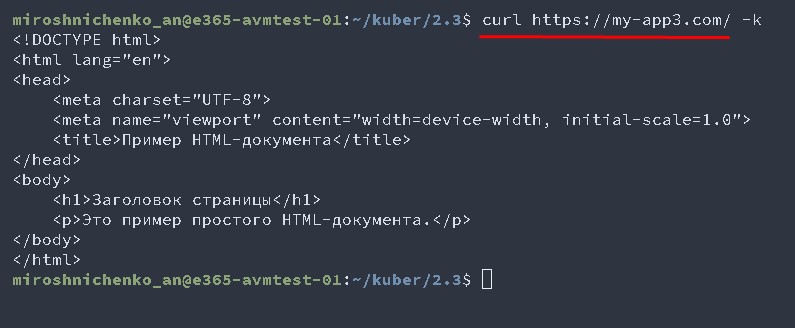 miroshnichenko_an@e365-avmtest-01:~/kuber/2.3$ curl https://my-app3.com/ -k
<!DOCTYPE html>
<html lang="en">
<head>
    <meta charset="UTF-8">
    <meta name="viewport" content="width=device-width, initial-scale=1.0">
    <title>Пример HTML-документа</title>
</head>
<body>
    <h1>Заголовок страницы</h1>
    <p>Это пример простого HTML-документа.</p>
</body>
</html>
miroshnichenko_an@e365-avmtest-01:~/kuber/2.3$